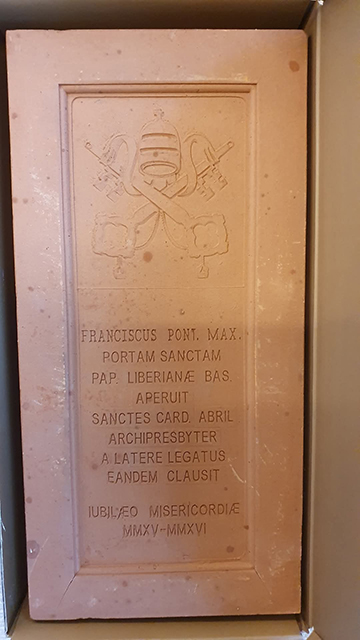 FRANCISCUS PONT. MAX.
PORTAM SANCTAM
PAP. LIBERIANÆ BAS.
APERUIT
SANCTES CARD. ABRIL
ARCHIPRESBYTER
A LATERE LEGATUS
EANDEM CLAUSIT
IUBILÆO MISERICORDIÆ
MMXV-MMXVI